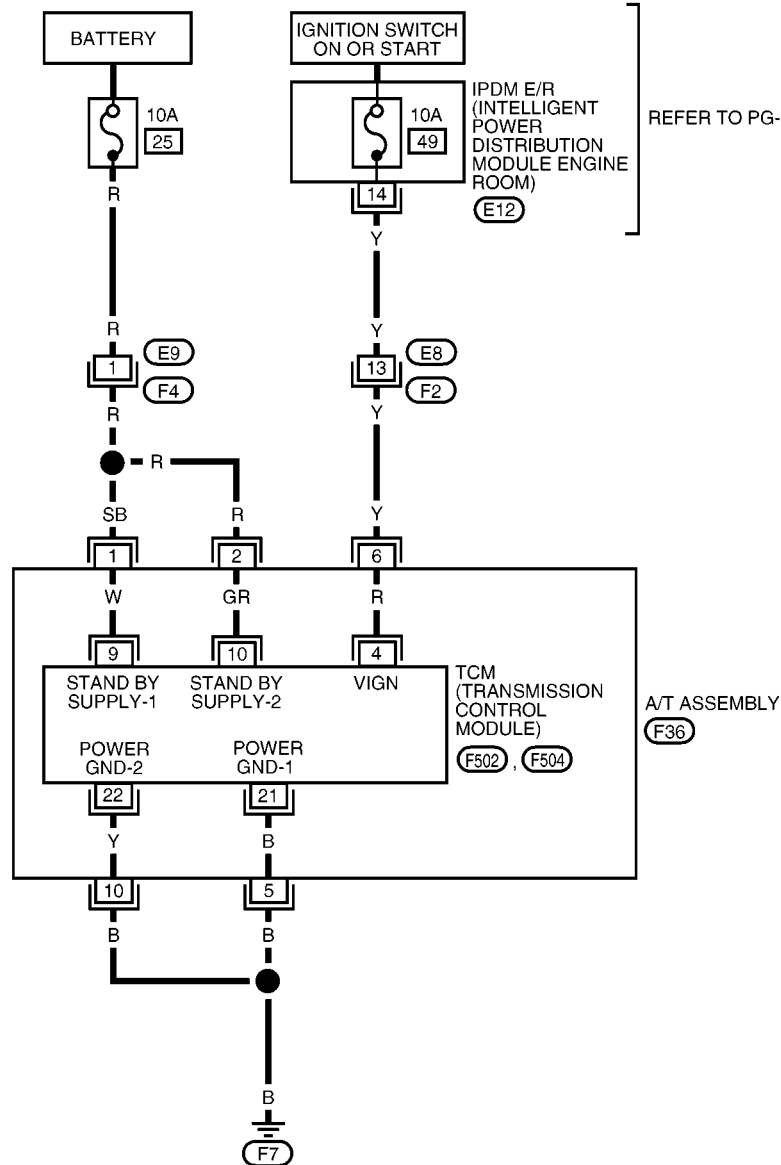 BATTERY
IGNITION SWITCH
ON OR START
10A
25
10A
49
IPDM E/R
(INTELLIGENT
POWER
DISTRIBUTION
MODULE ENGINE
ROOM)
E12
REFER TO PG-
14
R
Y
R
Y
1
E9
F4
13
E8
F2
R
Y
R
SB
R
Y
1
2
6
W
GR
R
9
10
4
STAND BY
SUPPLY-1
STAND BY
SUPPLY-2
VIGN
TCM
(TRANSMISSION
CONTROL
MODULE)
F502 , F504
A/T ASSEMBLY
F36
POWER
GND-2
POWER
GND-1
22
21
Y
B
10
5
B
B
B
F7